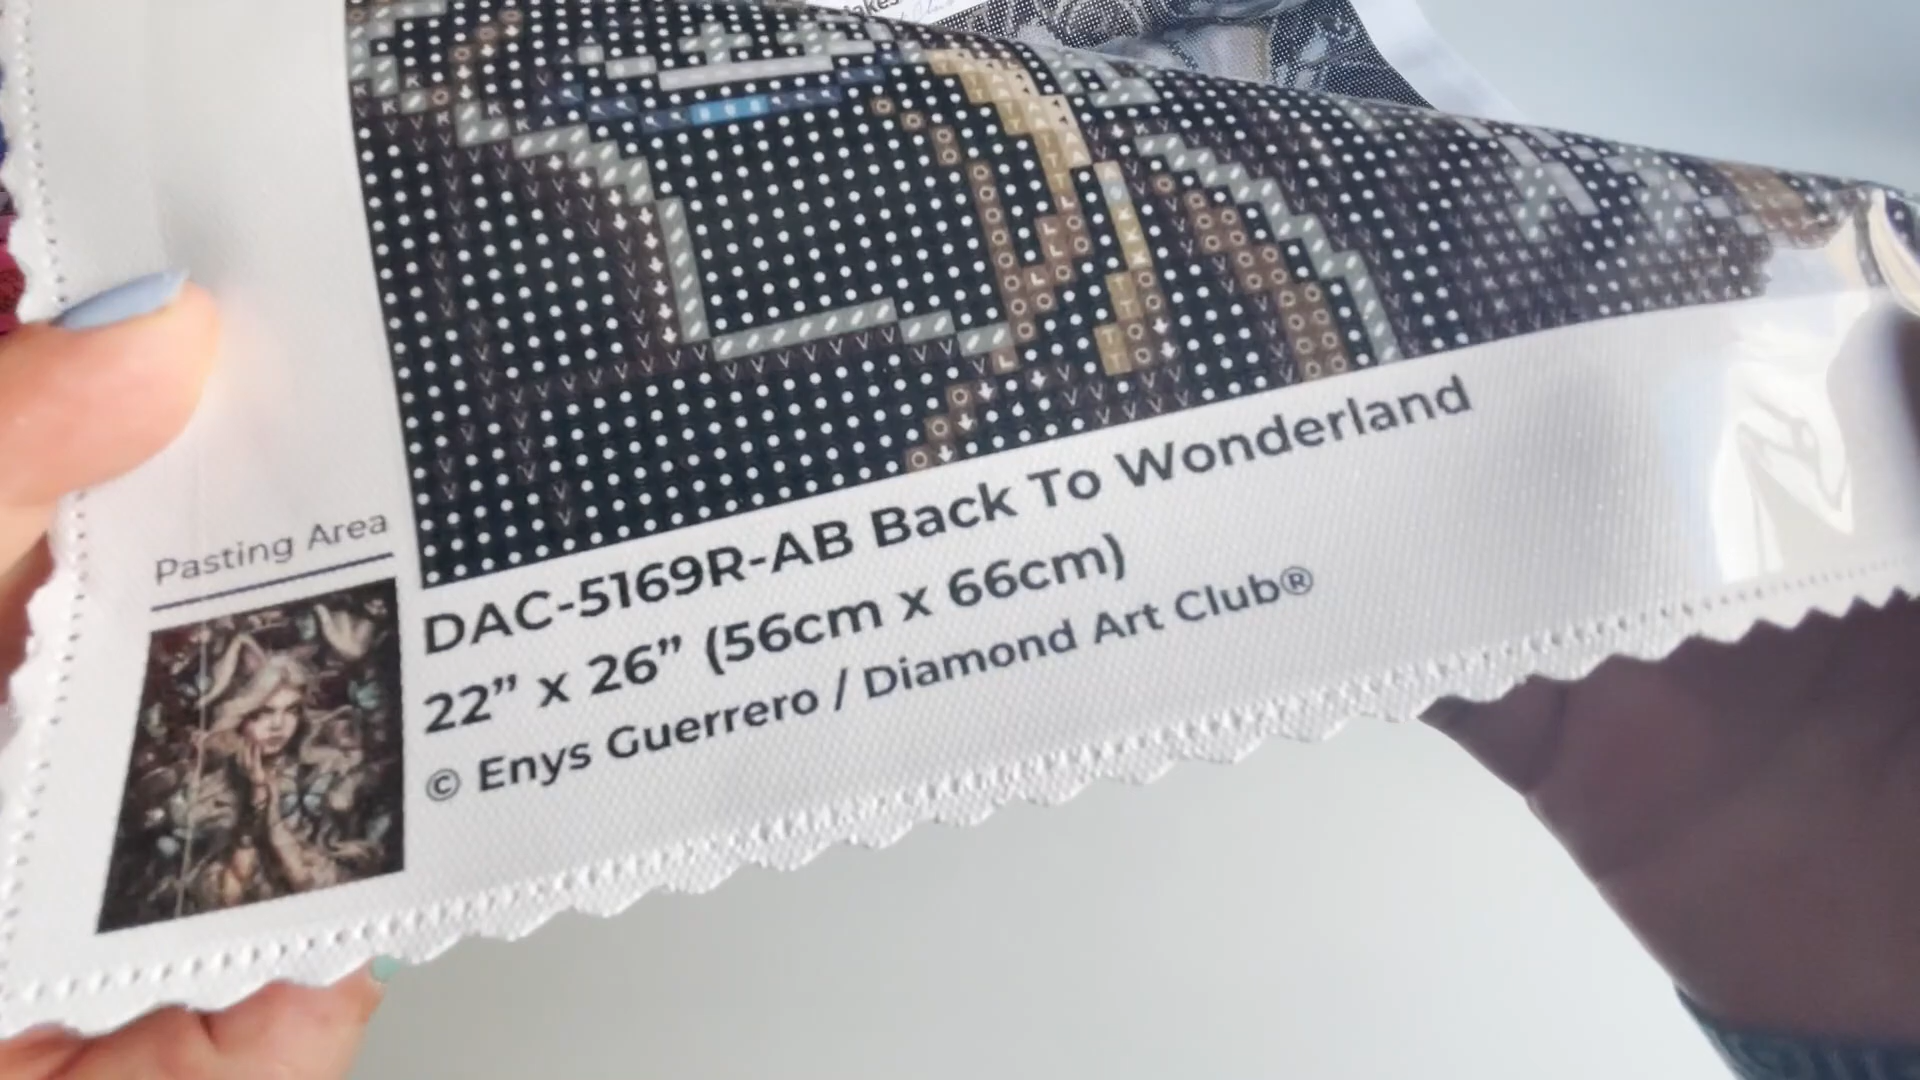 Pasting Area
DAC-5169R-AB Back To Wonderland
22” x 26” (56cm x 66cm)
© Enys Guerrero / Diamond Art Club®